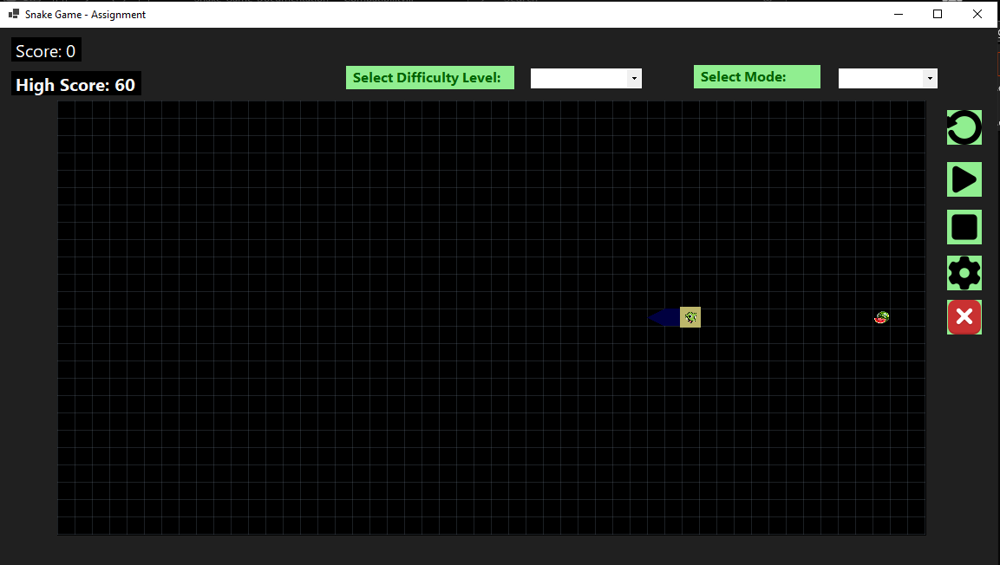 Snake Game - Assignment
Score: 0
High Score: 60
Select Difficulty Level:
Select Mode: